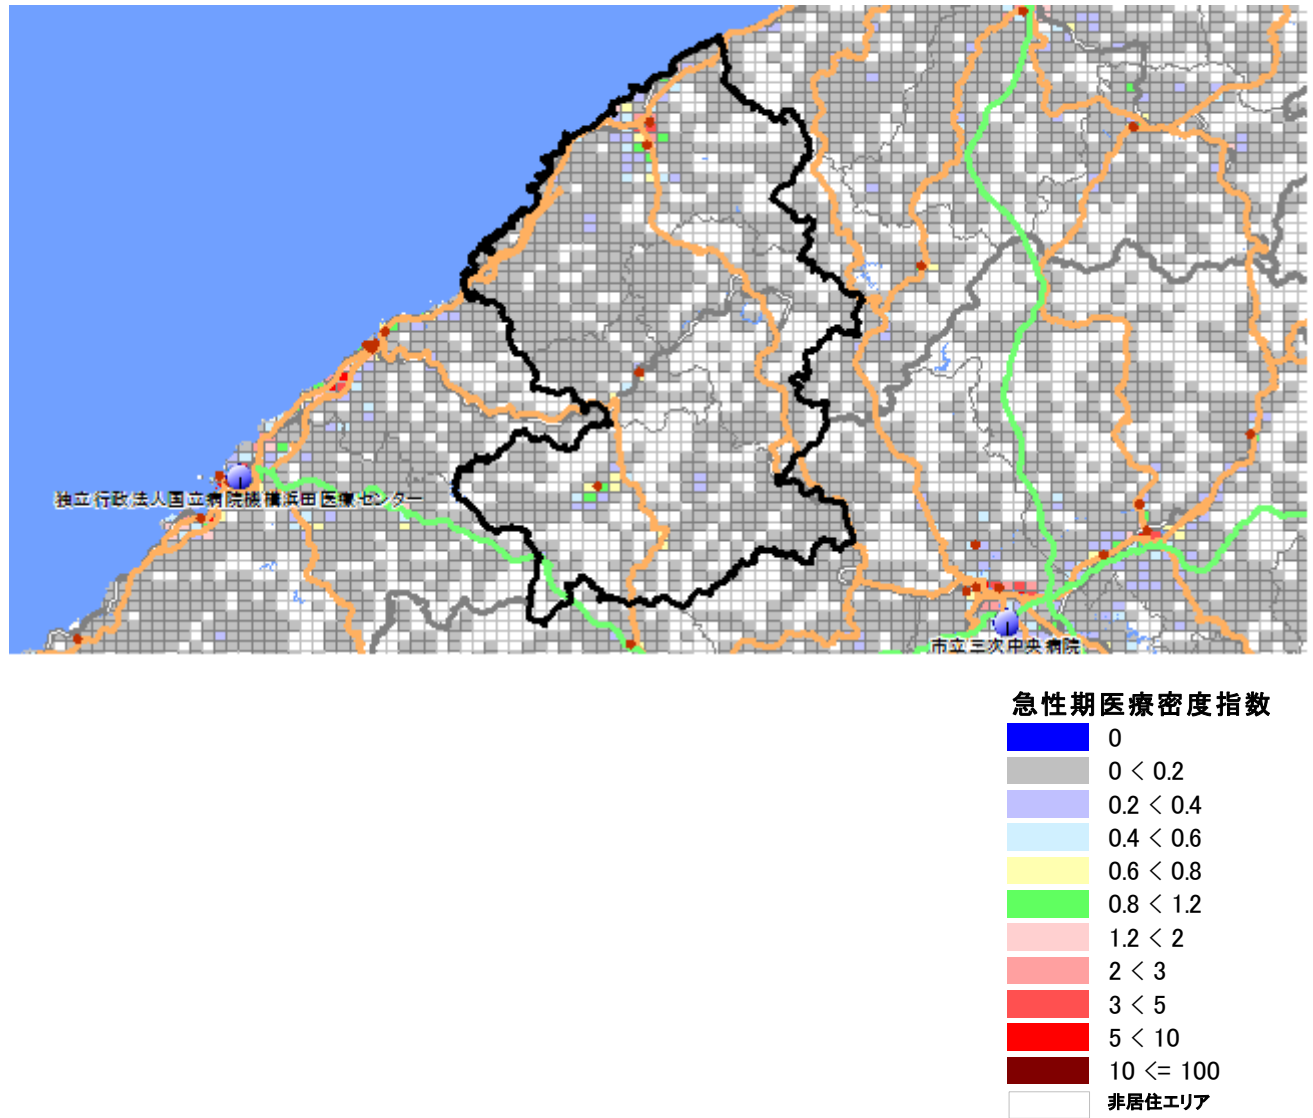 独立行政法人国立病院機構浜田医療センター
市立三次中央病院
急性期医療密度指数
0
0 < 0.2
0.2 < 0.4
0.4 < 0.6
0.6 < 0.8
0.8 < 1.2
1.2 < 2
2 < 3
3 < 5
5 < 10
10 <= 100
非居住エリア